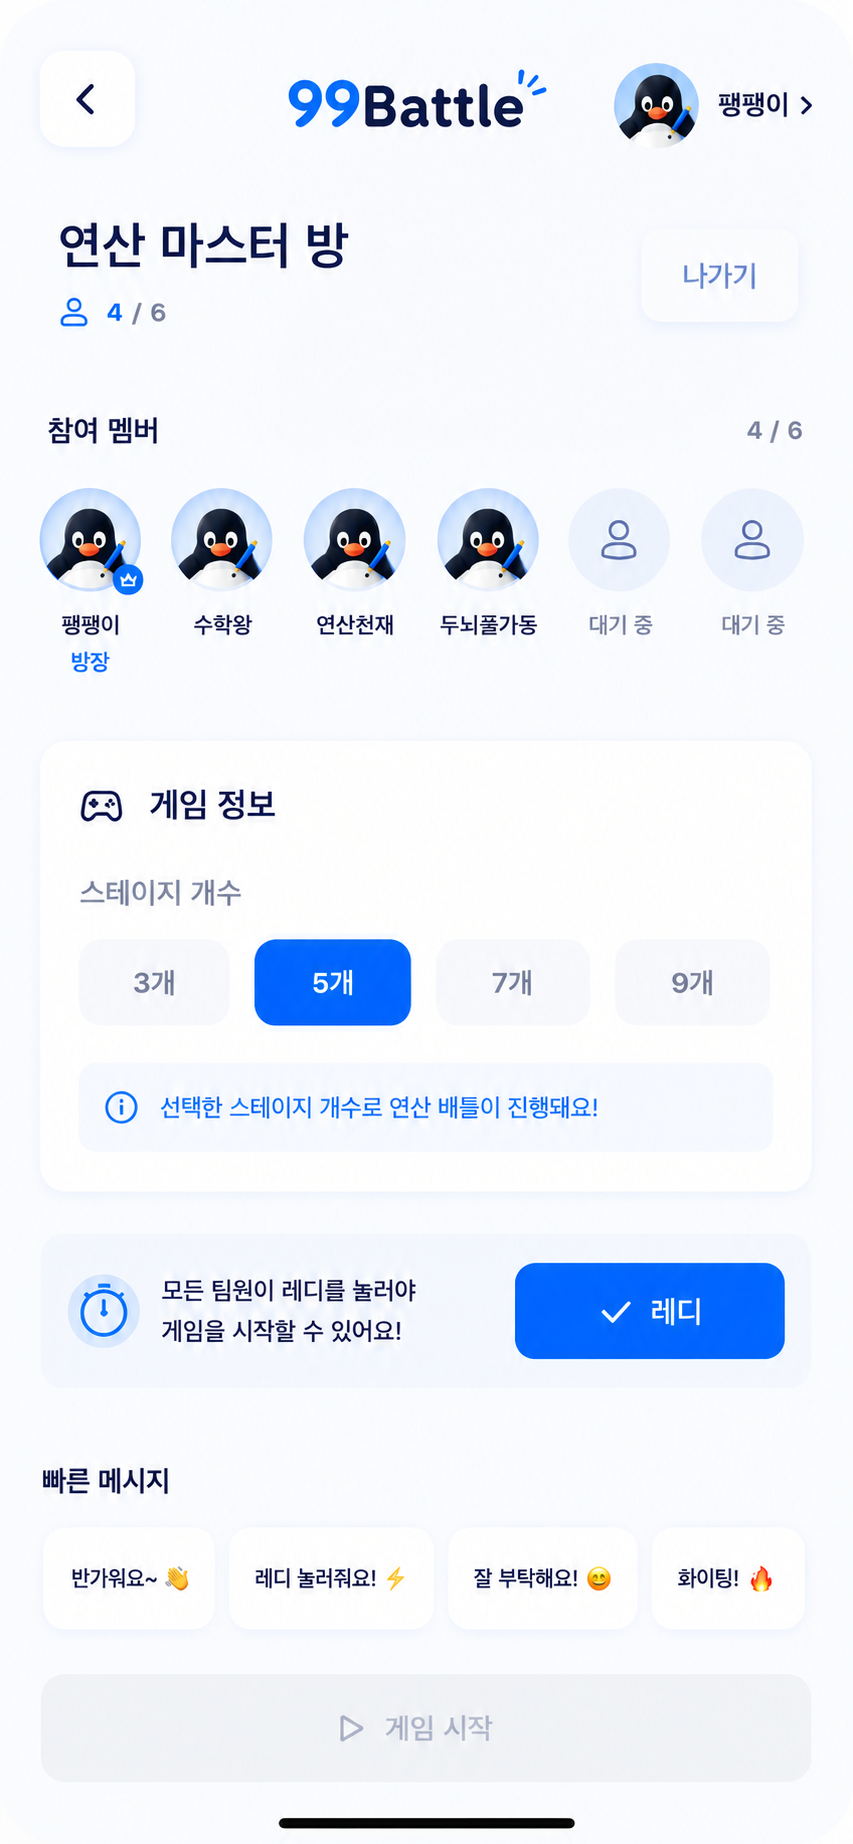 99Battle
팽팽이
연산 마스터 방
나가기
4 / 6
참여 멤버
4 / 6
팽팽이
수학왕
연산천재
두뇌풀가동
대기 중
대기 중
방장
게임 정보
스테이지 개수
3개
5개
7개
9개
선택한 스테이지 개수로 연산 배틀이 진행돼요!
모든 팀원이 레디를 눌러야
게임을 시작할 수 있어요!
레디
빠른 메시지
반가워요~ 👋
레디 눌러줘요! ⚡
잘 부탁해요! 😊
화이팅! 🔥
게임 시작